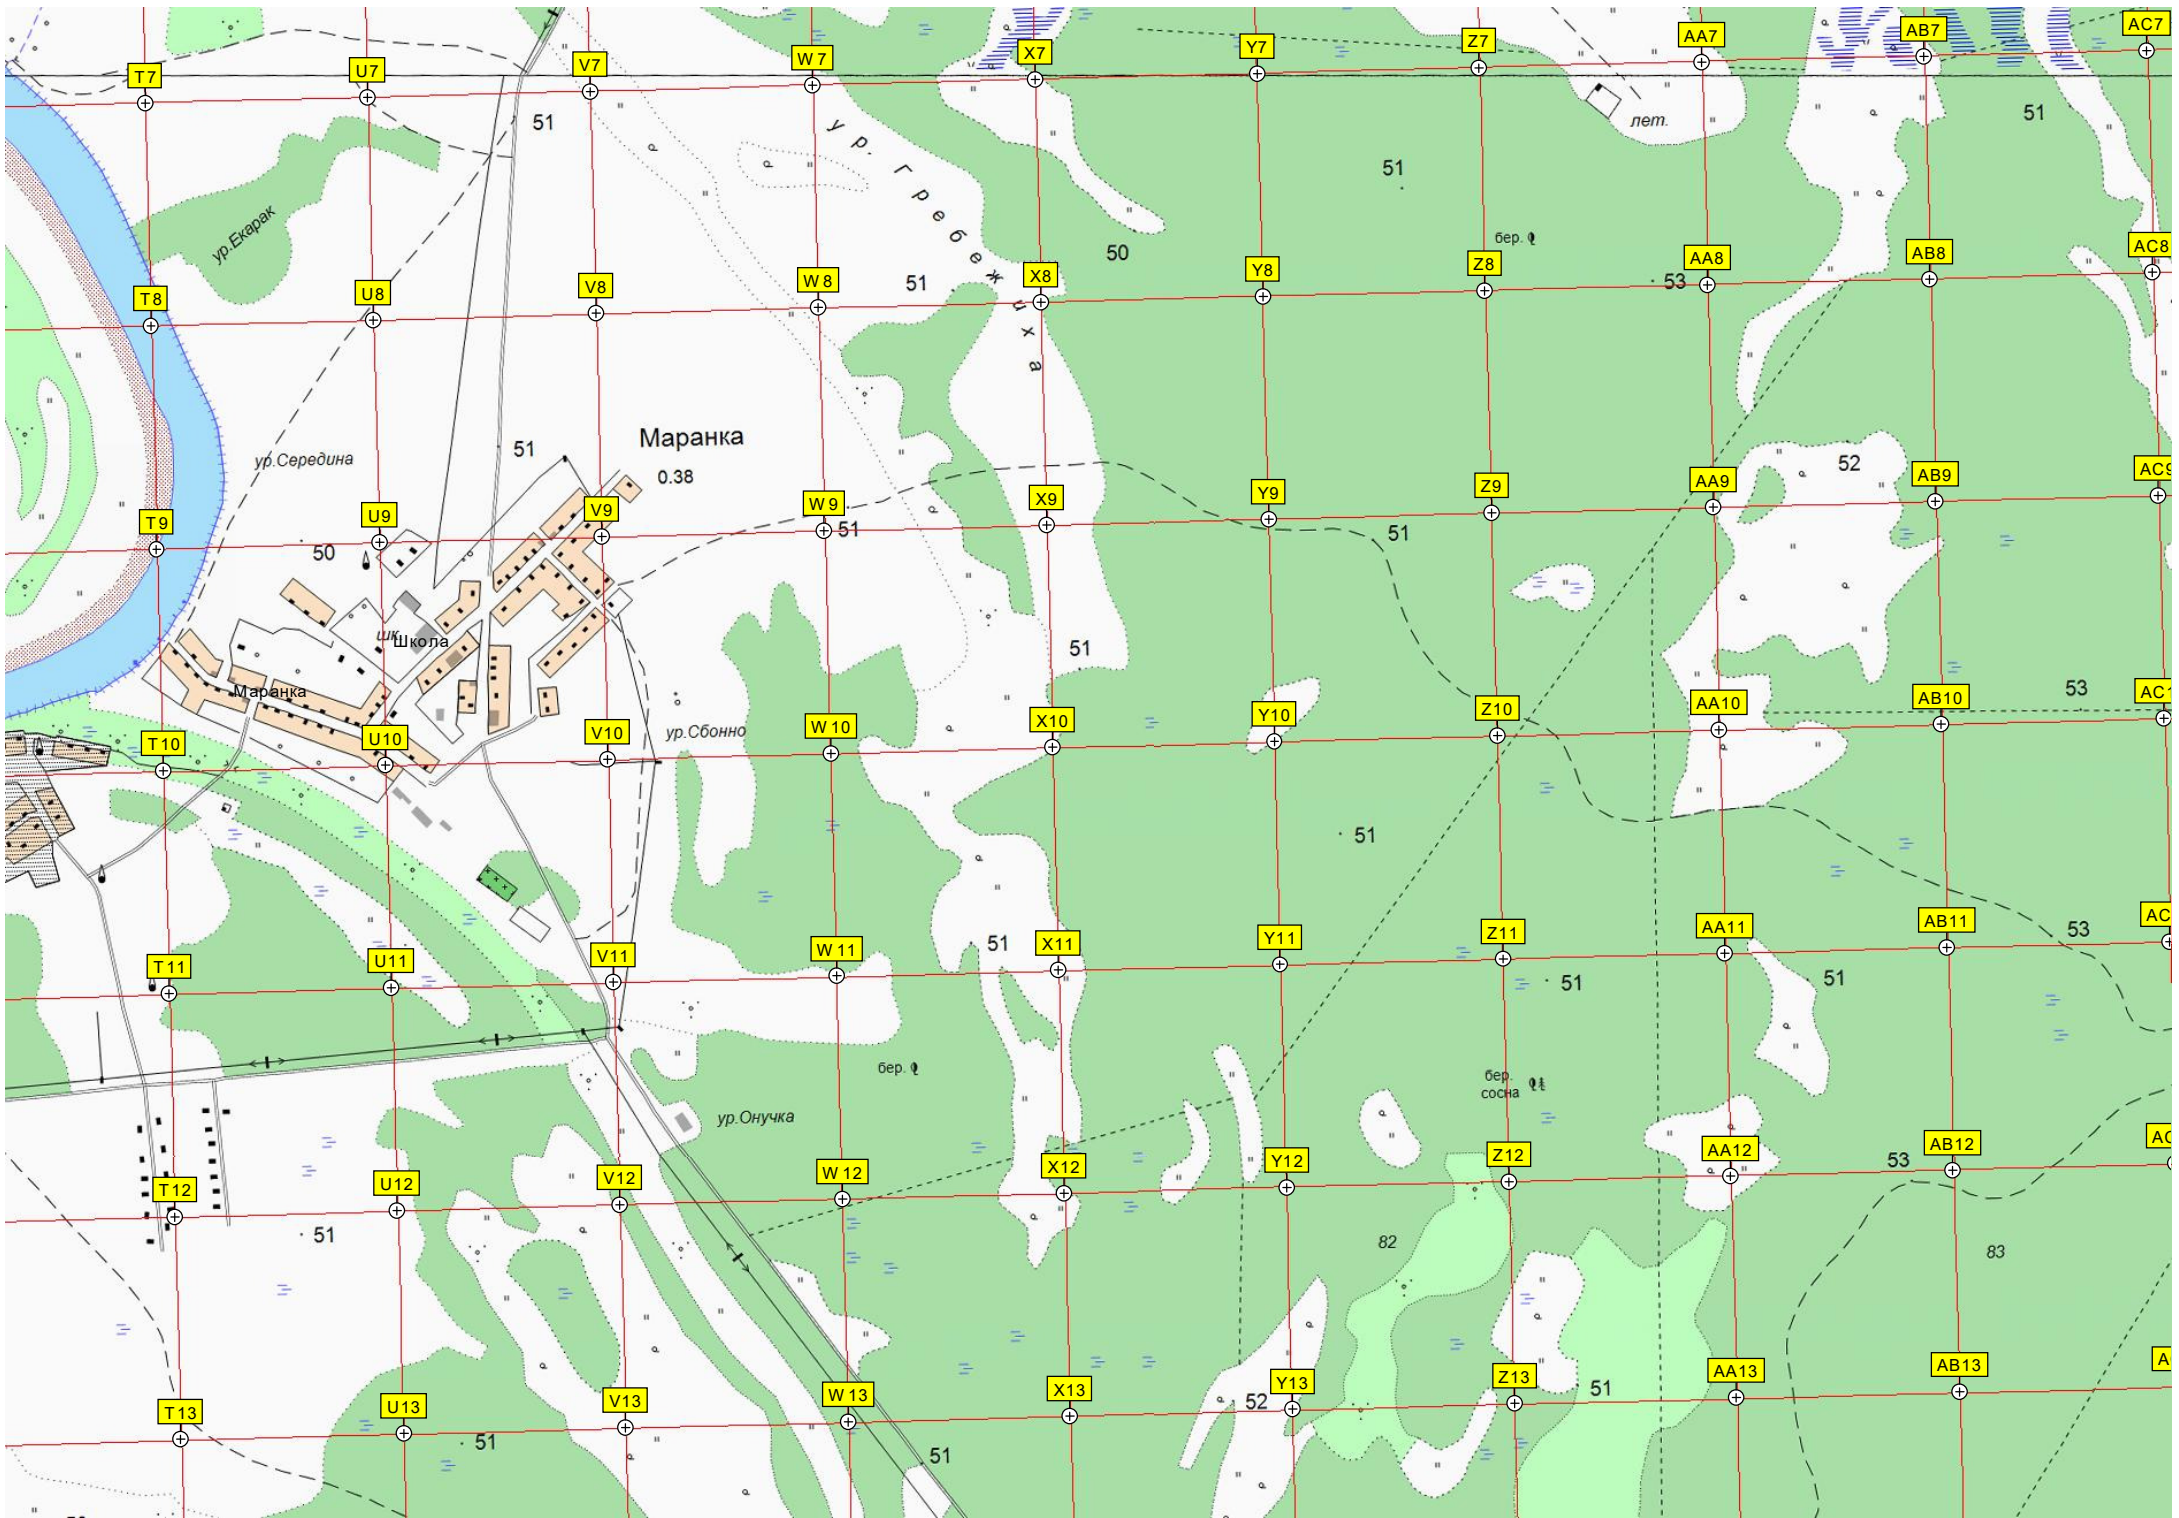 T7 U7 V7 W7 X7 Y7 Z7 AA7 AB7 AC7
51 51
лет.
ур. Гребежиха
51
ур.Екарак
50
бер.
T8 U8 V8 W8 X8 Y8 Z8 AA8 AB8 AC8
51 53
Маранка
0.38
51 52
ур.Середина
T9 U9 V9 W9 X9 Y9 Z9 AA9 AB9 AC9
50 51 51
шк.
Школа
51
Маранка
53
T10 U10 V10 W10 X10 Y10 Z10 AA10 AB10 AC1
ур.Сбонно
51
T11 U11 V11 W11 X11 Y11 Z11 AA11 AB11 AC
51 53
51 51
бер.
бер.
сосна
ур.Онучка
T12 U12 V12 W12 X12 Y12 Z12 AA12 AB12 AC
53
51
82 83
T13 U13 V13 W13 X13 Y13 Z13 AA13 AB13 A
52 51
51 51